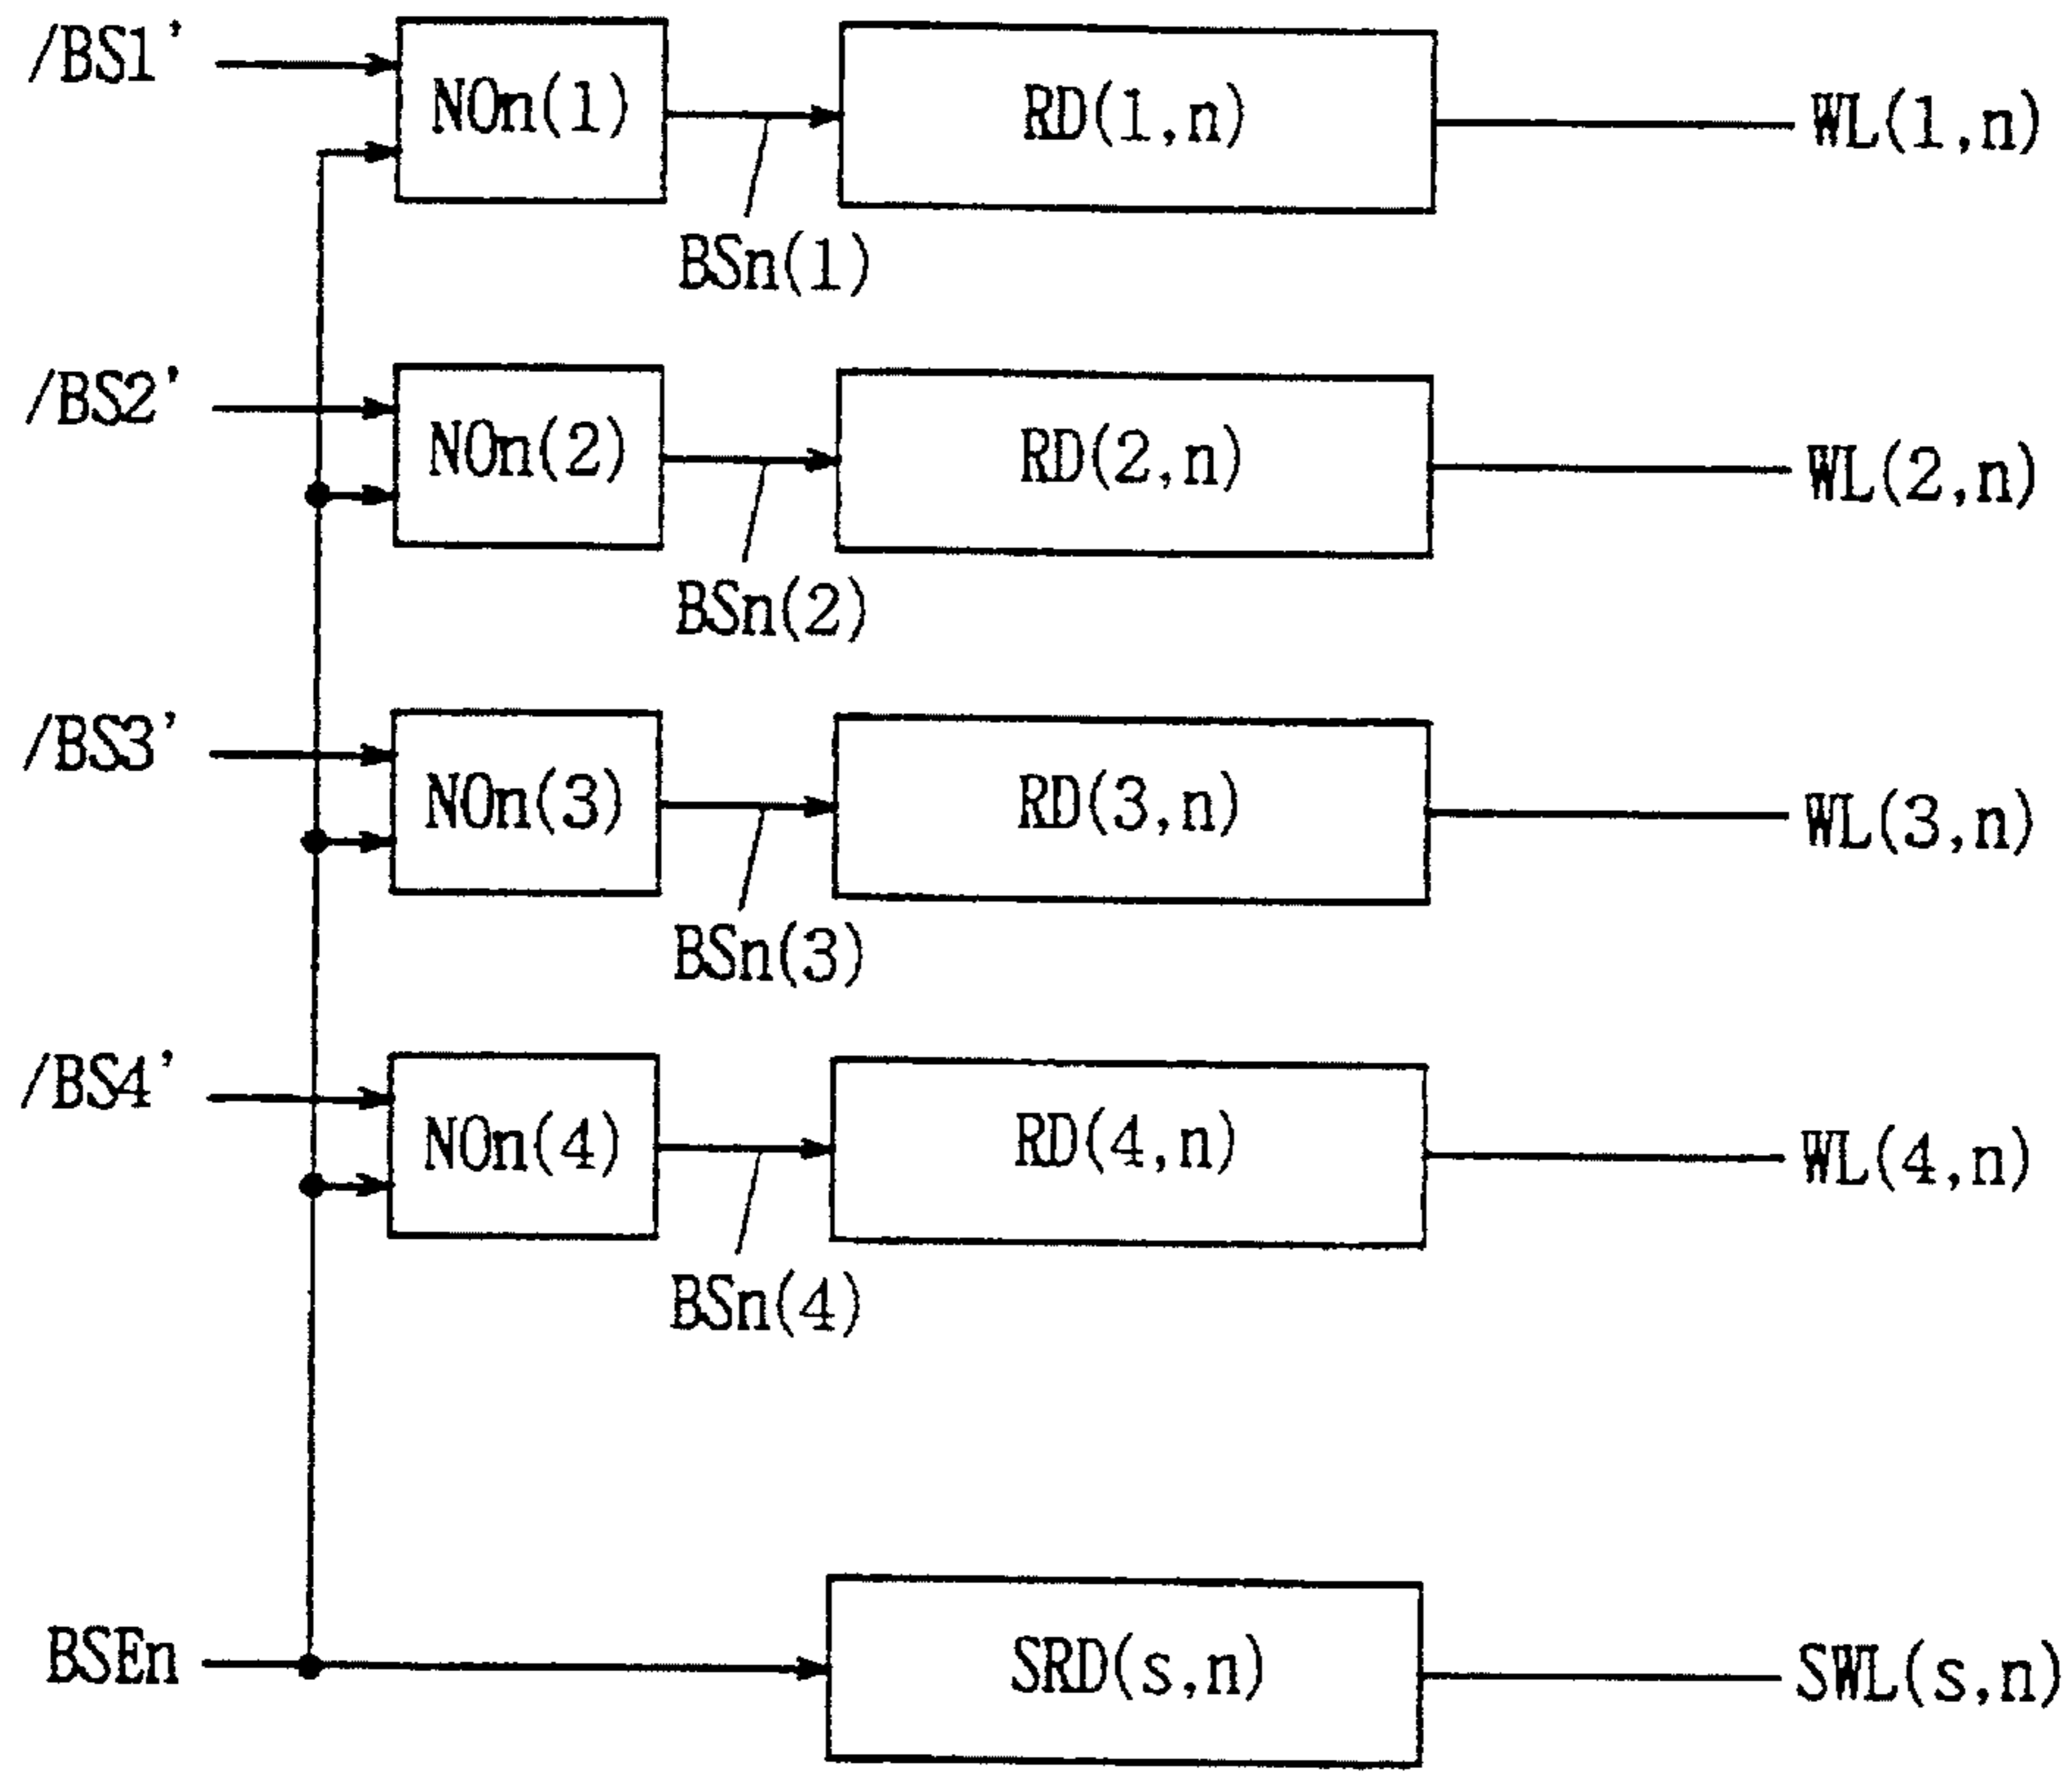 /BS1' NOn(1) RD(1,n) WL(1,n)
BSn(1)
/BS2' NOn(2) RD(2,n) WL(2,n)
BSn(2)
/BS3' NOn(3) RD(3,n) WL(3,n)
BSn(3)
/BS4' NOn(4) RD(4,n) WL(4,n)
BSn(4)
BSEn SRD(s,n) SWL(s,n)